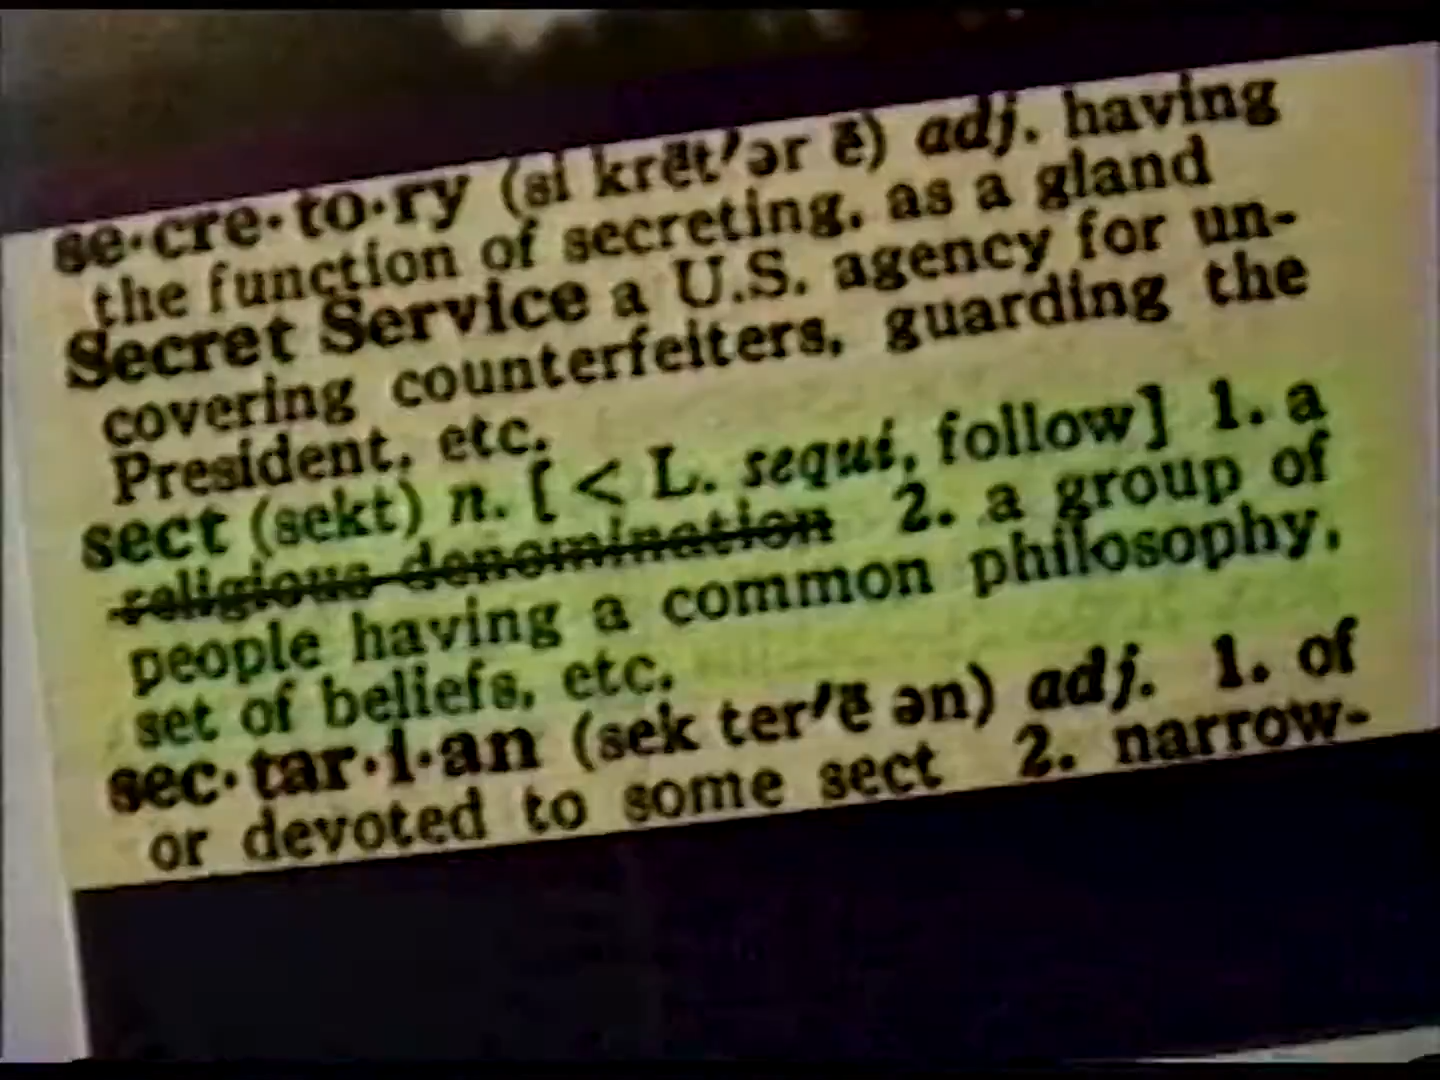 se·cre·to·ry (si krēt′ər ē) adj. having
the function of secreting, as a gland
Secret Service a U.S. agency for un-
covering counterfeiters, guarding the
President, etc.
sect (sekt) n. [< L. sequi, follow] 1. a
religious denomination 2. a group of
people having a common philosophy,
set of beliefs, etc.
sec·tar·i·an (sek ter′ē ən) adj. 1. of
or devoted to some sect 2. narrow-